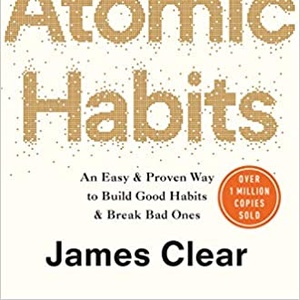 Atomic
Habits
An Easy & Proven Way
to Build Good Habits
& Break Bad Ones
OVER
1 MILLION
COPIES
SOLD
James Clear